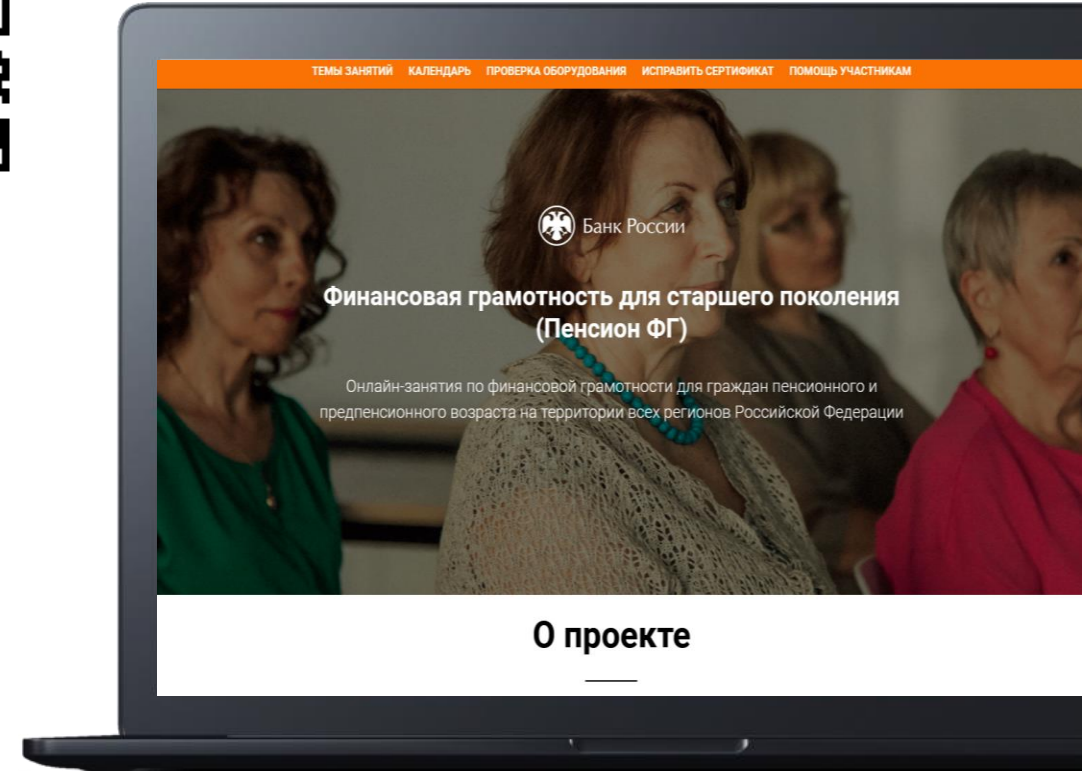 ТЕМЫ ЗАНЯТИЙ КАЛЕНДАРЬ ПРОВЕРКА ОБОРУДОВАНИЯ ИСПРАВИТЬ СЕРТИФИКАТ ПОМОЩЬ УЧАСТНИКАМ
Банк России
Финансовая грамотность для старшего поколения
(Пенсион ФГ)
Онлайн-занятия по финансовой грамотности для граждан пенсионного и
предпенсионного возраста на территории всех регионов Российской Федерации
О проекте